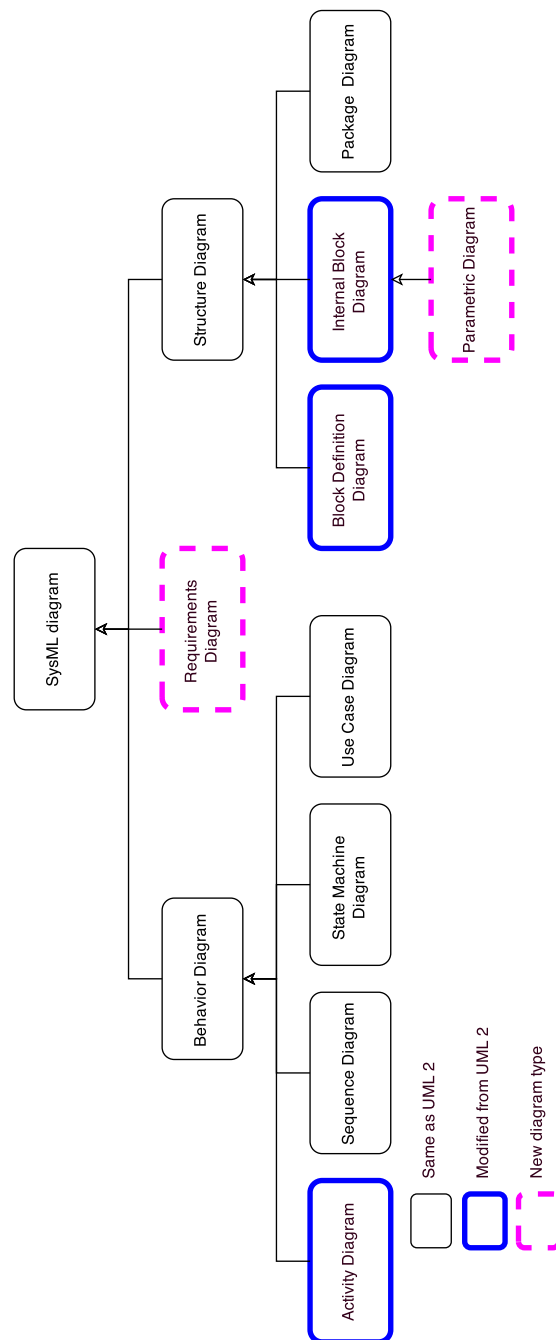 SysML diagram
Behavior Diagram
Requirements
Diagram
Structure Diagram
Activity Diagram
Sequence Diagram
State Machine
Diagram
Use Case Diagram
Block Definition
Diagram
Internal Block
Diagram
Package  Diagram
Parametric Diagram
Same as UML 2
Modified from UML 2
New diagram type